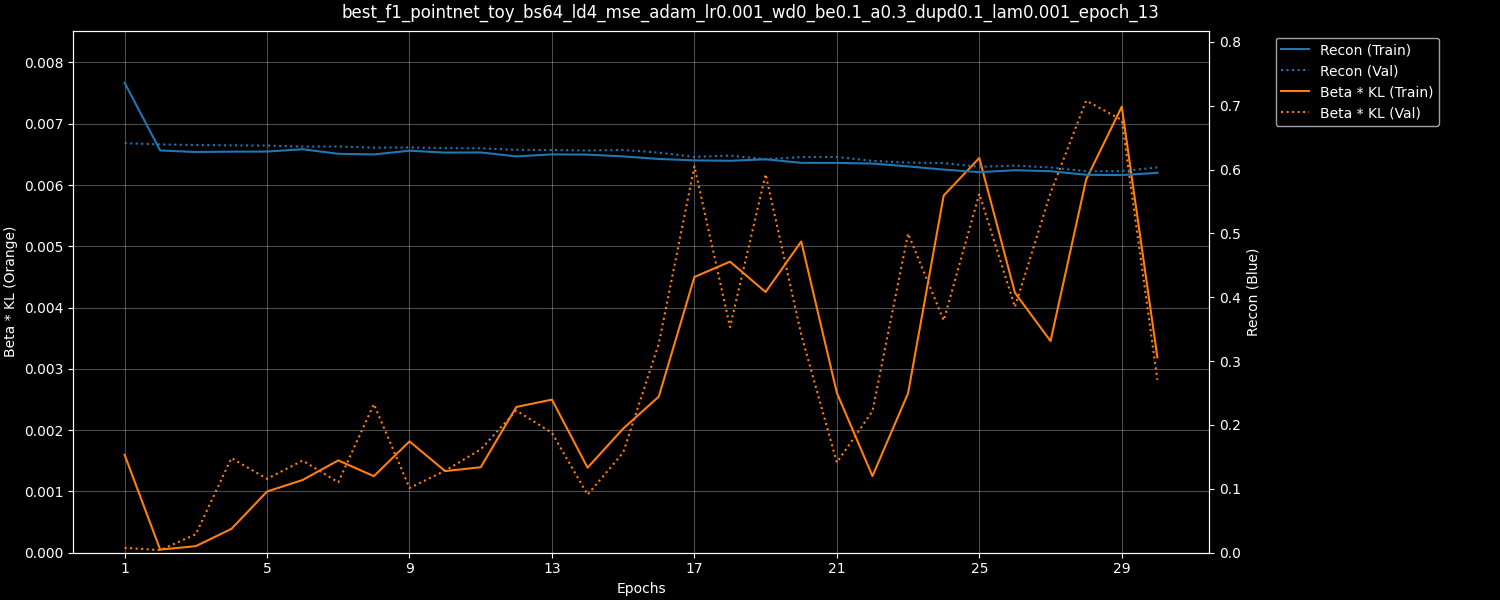 best_f1_pointnet_toy_bs64_ld4_mse_adam_lr0.001_wd0_be0.1_a0.3_dupd0.1_lam0.001_epoch_13
Recon (Train)
Recon (Val)
Beta * KL (Train)
Beta * KL (Val)
Beta * KL (Orange)
0.008
0.007
0.006
0.005
0.004
0.003
0.002
0.001
0.000
0.8
0.7
0.6
0.5
0.4
0.3
0.2
0.1
0.0
Recon (Blue)
1 5 9 13 17 21 25 29
Epochs